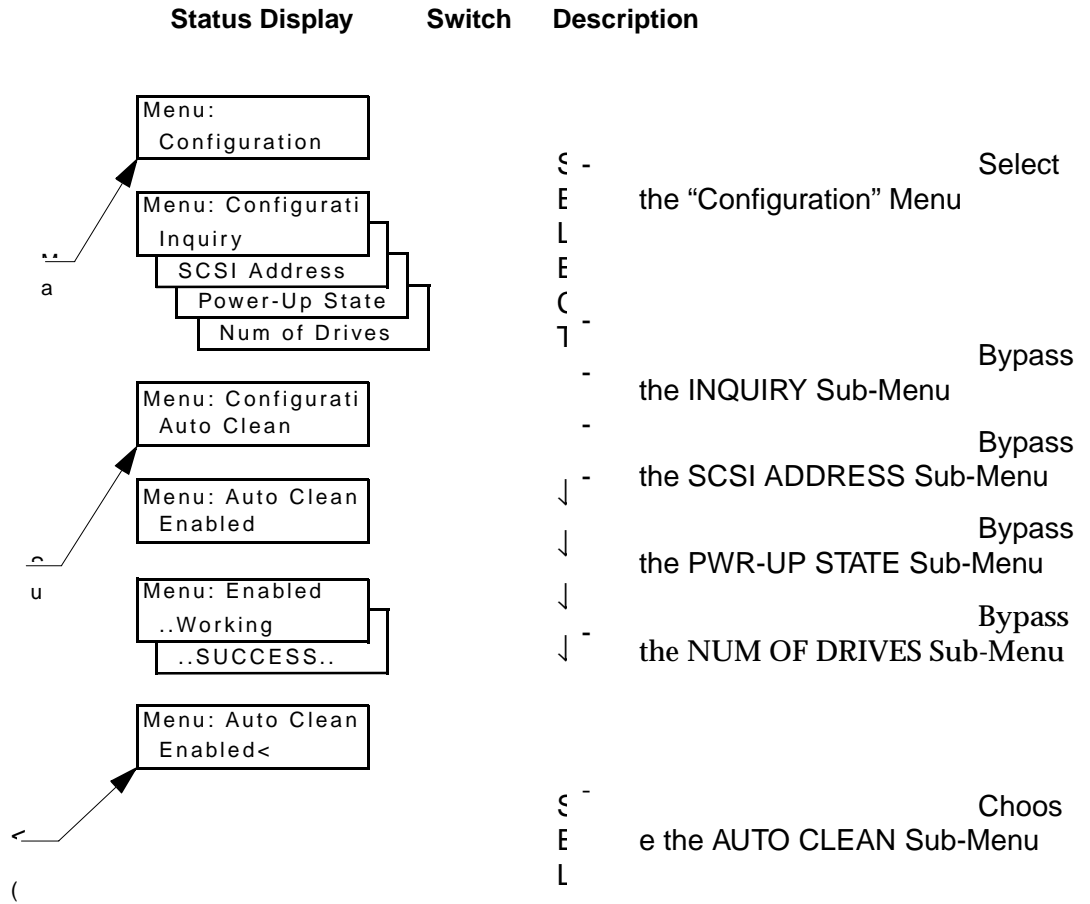 Status Display Switch Description
Menu:
Configuration
- Select
the “Configuration” Menu
Menu: Configurati
Inquiry
SCSI Address
Power-Up State
Num of Drives
a
- Bypass
the INQUIRY Sub-Menu
- Bypass
the SCSI ADDRESS Sub-Menu
- Bypass
the PWR-UP STATE Sub-Menu
- Bypass
the NUM OF DRIVES Sub-Menu
↓
↓
↓
↓
Menu: Configurati
Auto Clean
Menu: Auto Clean
Enabled
u
Menu: Enabled
..Working
..SUCCESS..
Menu: Auto Clean
Enabled<
- Choos
e the AUTO CLEAN Sub-Menu
(